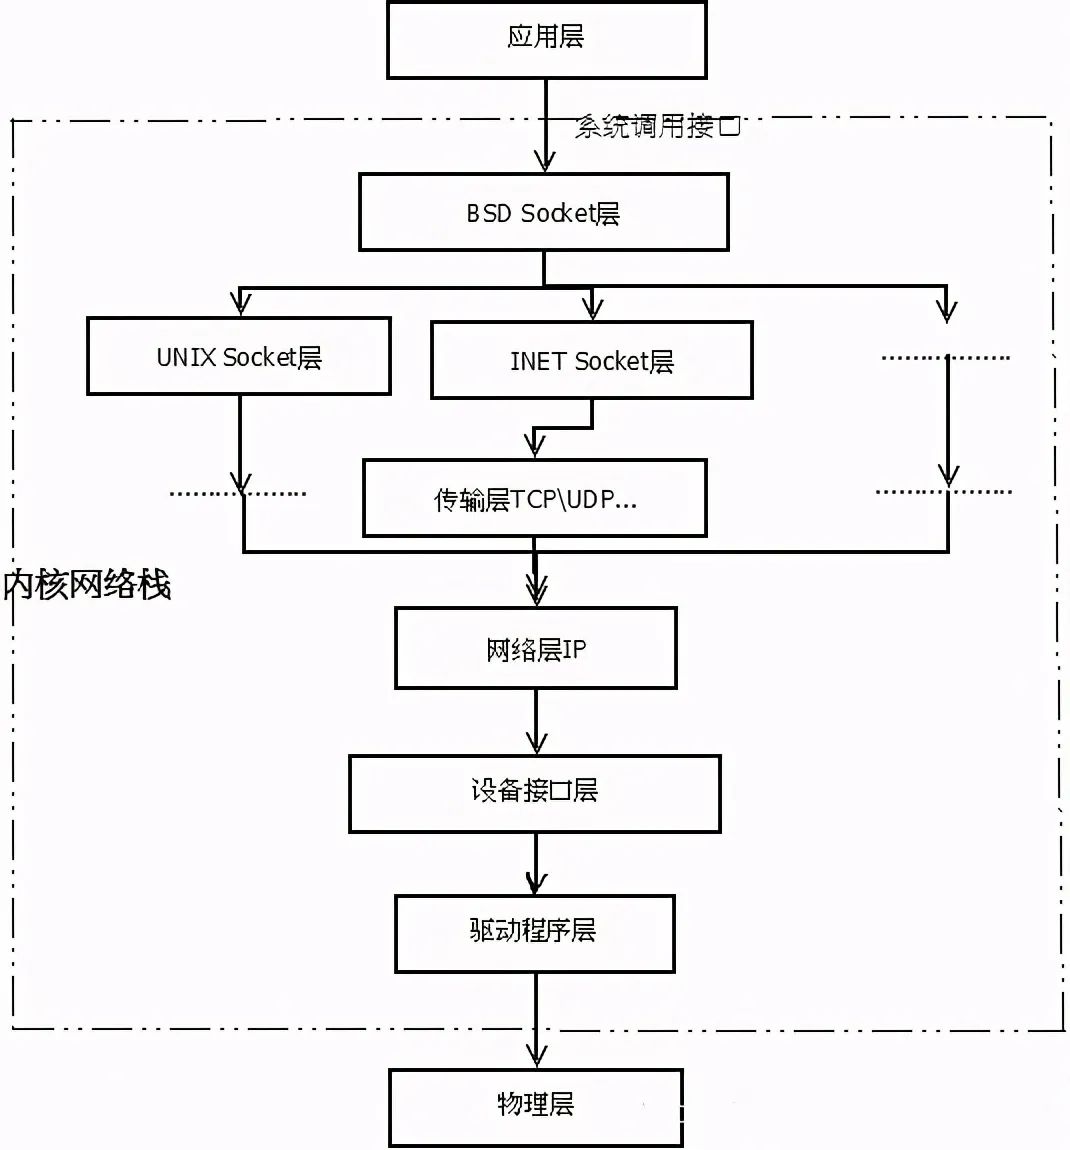 应用层
系统调用接口
BSD Socket层
UNIX Socket层
INET Socket层
传输层TCP\UDP...
内核网络栈
网络层IP
设备接口层
驱动程序层
物理层